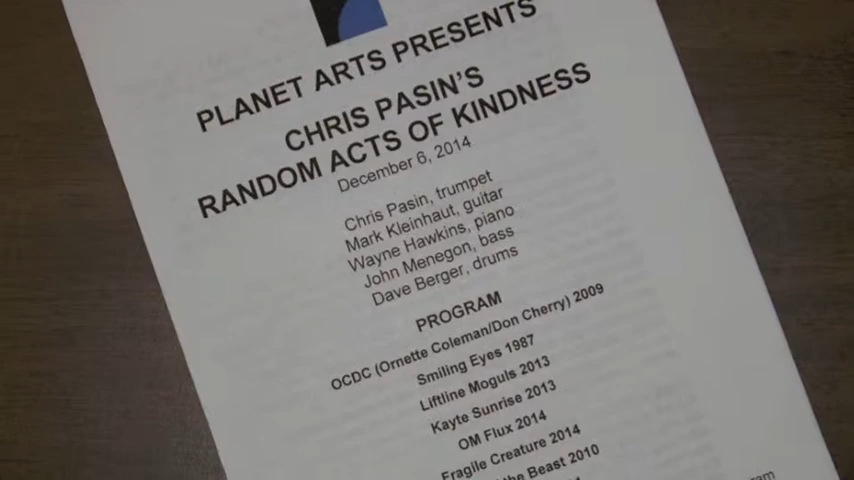 PLANET ARTS PRESENTS
CHRIS PASIN'S
RANDOM ACTS OF KINDNESS
December 6, 2014
Chris Pasin, trumpet
Mark Kleinhaut, guitar
Wayne Hawkins, piano
John Menegon, bass
Dave Berger, drums
PROGRAM
OCDC (Ornette Coleman/Don Cherry) 2009
Smiling Eyes 1987
Liftline Moguls 2013
Kayte Sunrise 2013
OM Flux 2014
Fragile Creature 2014
the Beast 2010